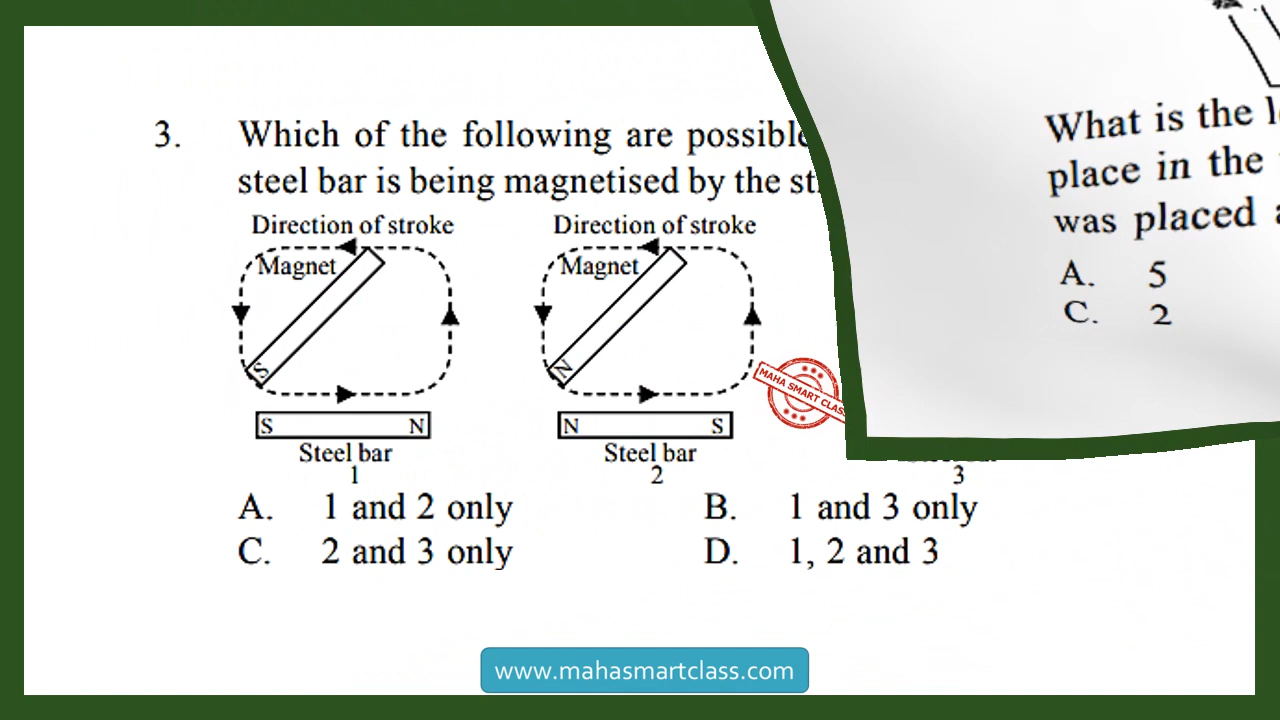 3. Which of the following are possible
steel bar is being magnetised by the
Direction of stroke Direction of stroke
Magnet Magnet
S N
MAHA SMART
S N N S
Steel bar Steel bar
1 2 3
A. 1 and 2 only B. 1 and 3 only
C. 2 and 3 only D. 1, 2 and 3
What is the
place in the
was placed
A. 5
C. 2
www.mahasmartclass.com